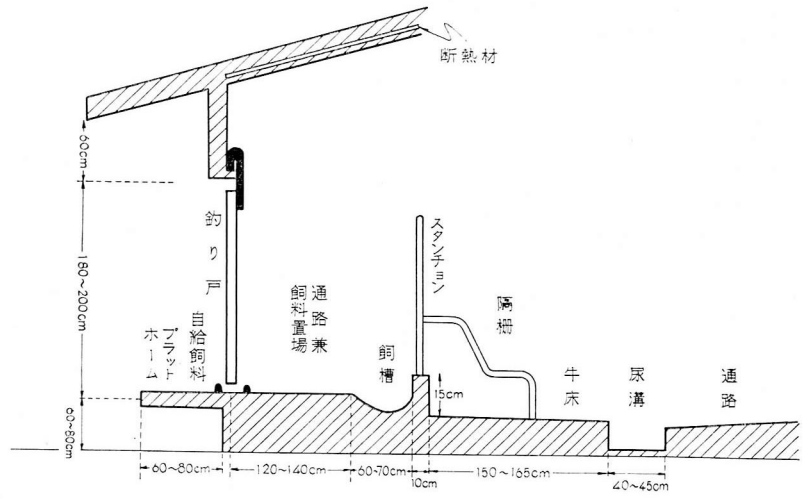 断熱材
60cm
180~200cm
60~80cm
釣り戸
自給飼料
プラットホーム
通路兼
飼料置場
飼槽
スタンチョン
隔柵
15cm
牛床
尿溝
通路
60~80cm
120~140cm
60~70cm
10cm
150~165cm
40~45cm